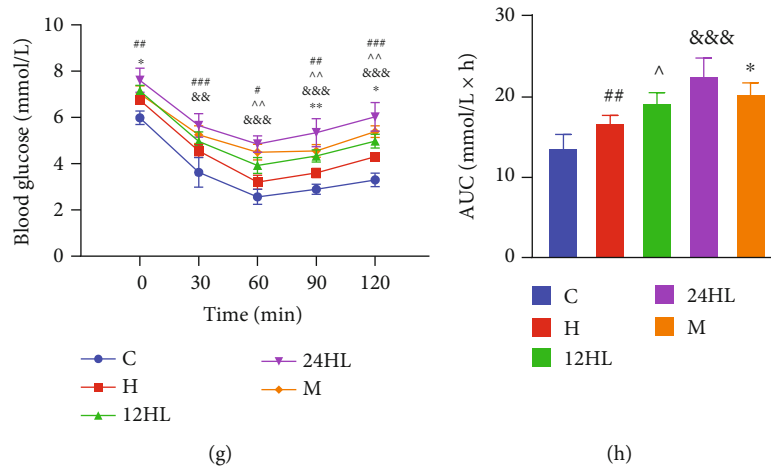 10
8
6
4
2
0
Blood glucose (mmol/L)
##
*
###
&&
#
^^
&&&
##
^^
&&&
**
###
^^
&&&
*
0 30 60 90 120
Time (min)
C
H
12HL
24HL
M
(g)
30
20
10
0
AUC (mmol/L × h)
##
^
&&&
*
C
H
12HL
24HL
M
(h)